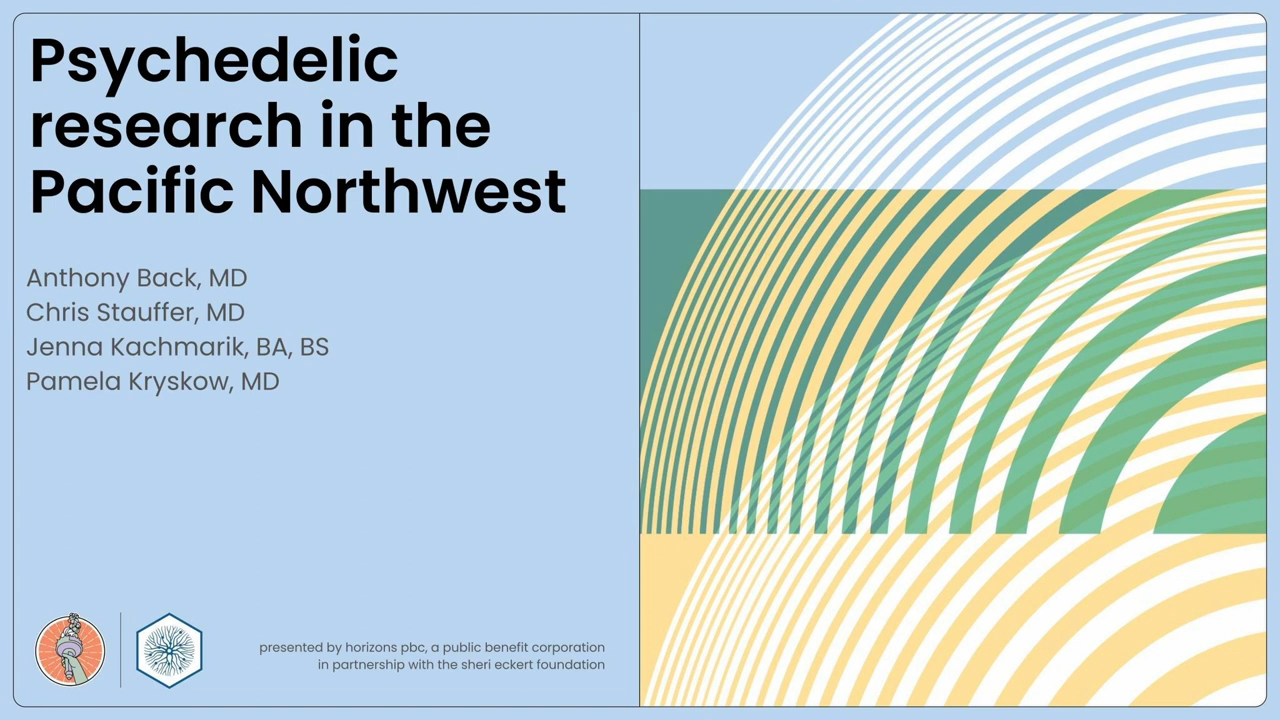 Psychedelic
research in the
Pacific Northwest
Anthony Back, MD
Chris Stauffer, MD
Jenna Kachmarik, BA, BS
Pamela Kryskow, MD
presented by horizons pbc, a public benefit corporation
in partnership with the sheri eckert foundation